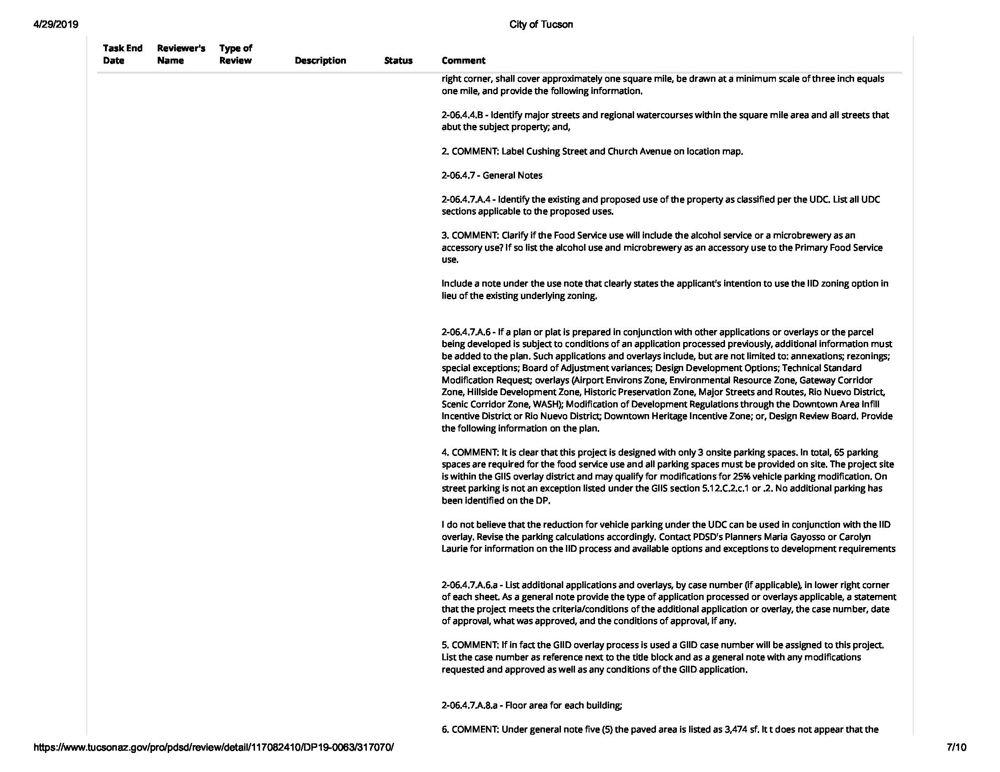 4/29/2019 City of Tucson
Task End Reviewer's Type of
Date Name Review Description Status Comment
right corner, shall cover approximately one square mile, be drawn at a minimum scale of three inch equals
one mile, and provide the following information.
2-06.4.4.B - Identify major streets and regional watercourses within the square mile area and all streets that
abut the subject property; and,
2. COMMENT: Label Cushing Street and Church Avenue on location map.
2-06.4.7 - General Notes
2-06.4.7.A.4 - Identify the existing and proposed use of the property as classified per the UDC. List all UDC
sections applicable to the proposed uses.
3. COMMENT: Clarify if the Food Service use will include the alcohol service or a microbrewery as an
accessory use? If so list the alcohol use and microbrewery as an accessory use to the Primary Food Service
use.
Include a note under the use note that clearly states the applicant's intention to use the IID zoning option in
lieu of the existing underlying zoning.
2-06.4.7.A.6 - If a plan or plat is prepared in conjunction with other applications or overlays or the parcel
being developed is subject to conditions of an application processed previously, additional information must
be added to the plan. Such applications and overlays include, but are not limited to: annexations; rezonings;
special exceptions; Board of Adjustment variances; Design Development Options; Technical Standard
Modification Request; overlays (Airport Environs Zone, Environmental Resource Zone, Gateway Corridor
Zone, Hillside Development Zone, Historic Preservation Zone, Major Streets and Routes, Rio Nuevo District,
Scenic Corridor Zone, WASH); Modification of Development Regulations through the Downtown Area Infill
Incentive District or Rio Nuevo District; Downtown Heritage Incentive Zone; or, Design Review Board. Provide
the following information on the plan.
4. COMMENT: It is clear that this project is designed with only 3 onsite parking spaces. In total, 65 parking
spaces are required for the food service use and all parking spaces must be provided on site. The project site
is within the GIIS overlay district and may qualify for modifications for 25% vehicle parking modification. On
street parking is not an exception listed under the GIIS section 5.12.C.2.c.1 or .2. No additional parking has
been identified on the DP.
I do not believe that the reduction for vehicle parking under the UDC can be used in conjunction with the IID
overlay. Revise the parking calculations accordingly. Contact PDSD's Planners Maria Gayosso or Carolyn
Laurie for information on the IID process and available options and exceptions to development requirements
2-06.4.7.A.6.a - List additional applications and overlays, by case number (if applicable), in lower right corner
of each sheet. As a general note provide the type of application processed or overlays applicable, a statement
that the project meets the criteria/conditions of the additional application or overlay, the case number, date
of approval, what was approved, and the conditions of approval, if any.
5. COMMENT: If in fact the GIID overlay process is used a GIID case number will be assigned to this project.
List the case number as reference next to the title block and as a general note with any modifications
requested and approved as well as any conditions of the GIID application.
2-06.4.7.A.8.a - Floor area for each building;
6. COMMENT: Under general note five (5) the paved area is listed as 3,474 sf. It t does not appear that the
https://www.tucsonaz.gov/pro/pdsd/review/detail/117082410/DP19-0063/317070/ 7/10